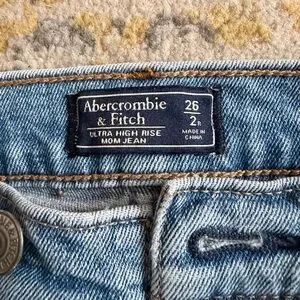 Abercrombie
& Fitch
ULTRA HIGH RISE
MOM JEAN
26
2R
MADE IN
CHINA